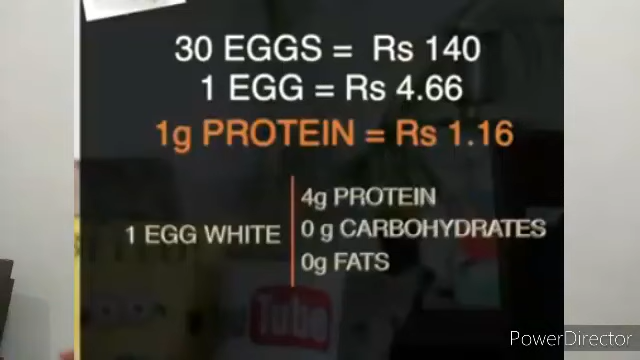 30 EGGS = Rs 140
1 EGG = Rs 4.66
1g PROTEIN = Rs 1.16
4g PROTEIN
1 EGG WHITE
0 g CARBOHYDRATES
0g FATS
Tube
PowerDirector